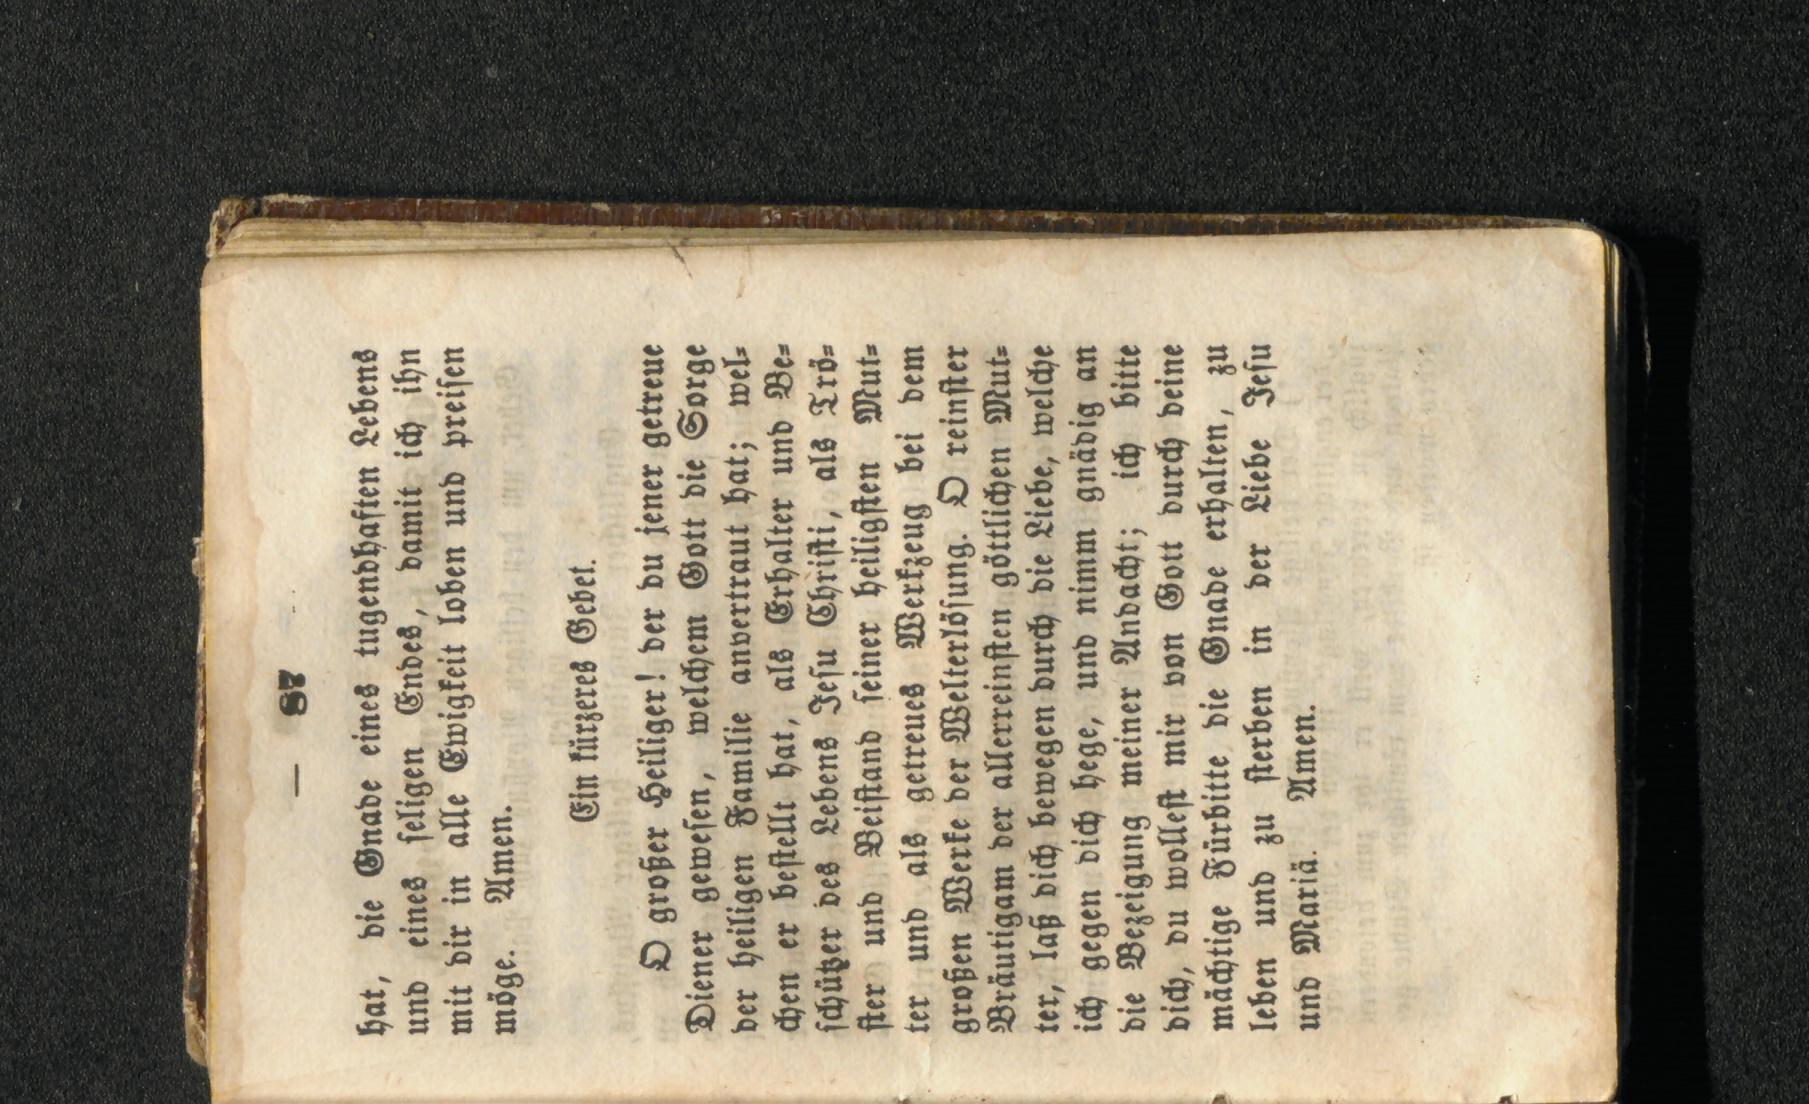 — 87
hat, die Gnade eines tugendhaften Lebens
und eines ſeligen Endes, damit ich ihn
mit dir in alle Ewigkeit loben und preiſen
möge. Amen.
Ein kürzeres Gebet.
O großer Heiliger! der du jener getreue
Diener geweſen, welchem Gott die Sorge
der heiligen Familie anvertraut hat; wel⸗
chen er beſtellt hat, als Erhalter und Be⸗
ſchützer des Lebens Jeſu Chriſti, als Trö⸗
ſter und Beiſtand ſeiner heiligſten Mut⸗
ter und als getreues Werkzeug bei dem
großen Werke der Welterlöſung. O reinſter
Bräutigam der allerreinſten göttlichen Mut⸗
ter, laß dich bewegen durch die Liebe, welche
ich gegen dich hege, und nimm gnädig an
die Bezeigung meiner Andacht; ich bitte
dich, du wolleſt mir von Gott durch deine
mächtige Fürbitte die Gnade erhalten, zu
leben und zu ſterben in der Liebe Jeſu
und Mariä. Amen.